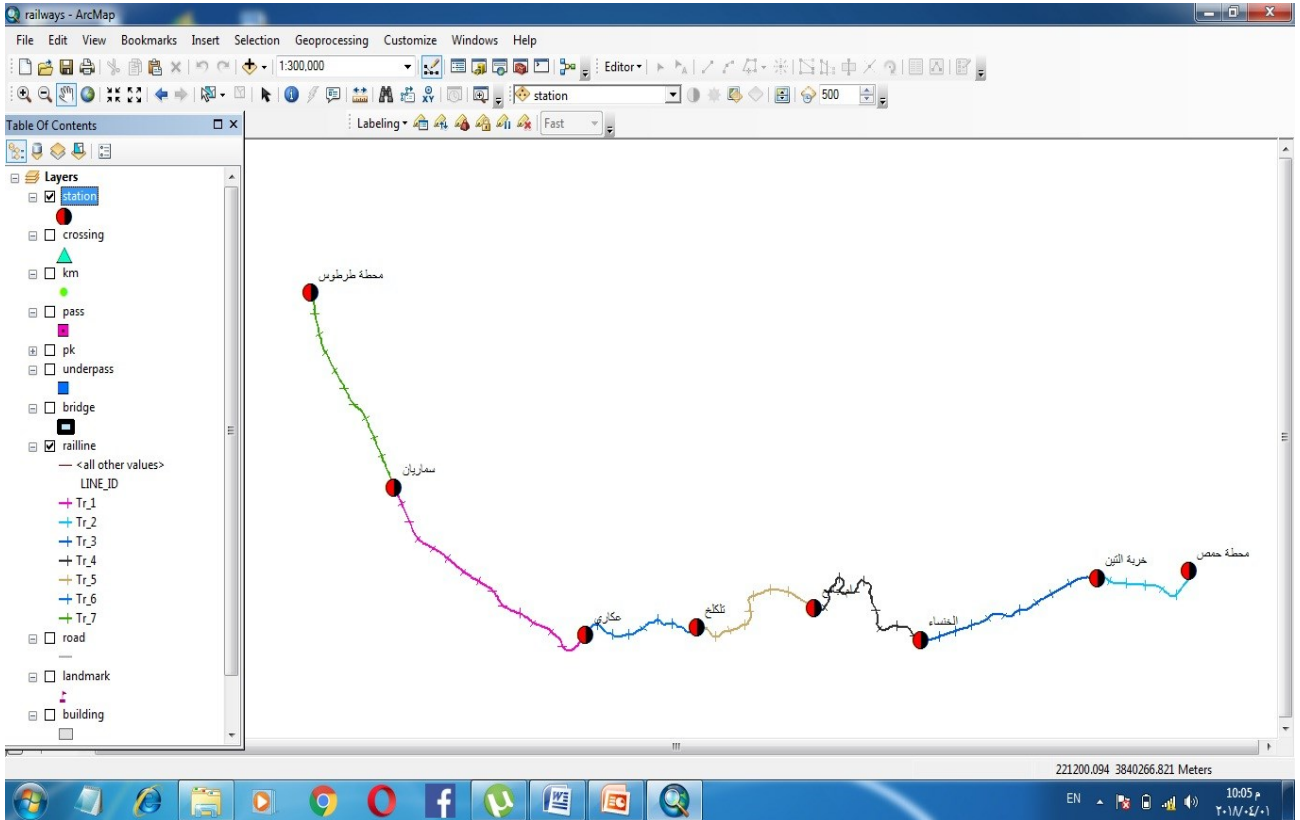 railways - ArcMap
File Edit View Bookmarks Insert Selection Geoprocessing Customize Windows Help
1:300,000 Editor
station 500
Table Of Contents
Labeling Fast
Layers
station
crossing
km
pass
pk
underpass
bridge
railline
<all other values>
LINE_ID
Tr_1
Tr_2
Tr_3
Tr_4
Tr_5
Tr_6
Tr_7
road
landmark
building
محطة طرطوس
سماريان
عكاري
تلكلخ
الخنساء
خربة التين
محطة حمص
221200.094 3840266.821 Meters
EN
10:05 م
٢٠١٨/٠٤/٠١